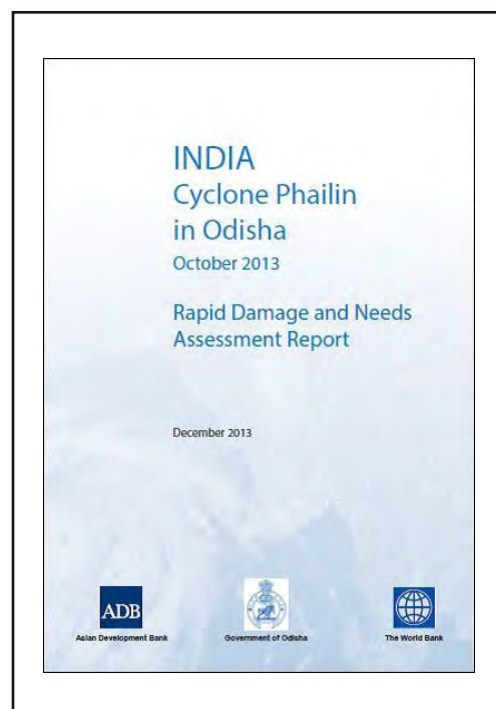 INDIA
Cyclone Phailin
in Odisha
October 2013
Rapid Damage and Needs
Assessment Report
December 2013
ADB
Asian Development Bank
Government of Odisha
The World Bank